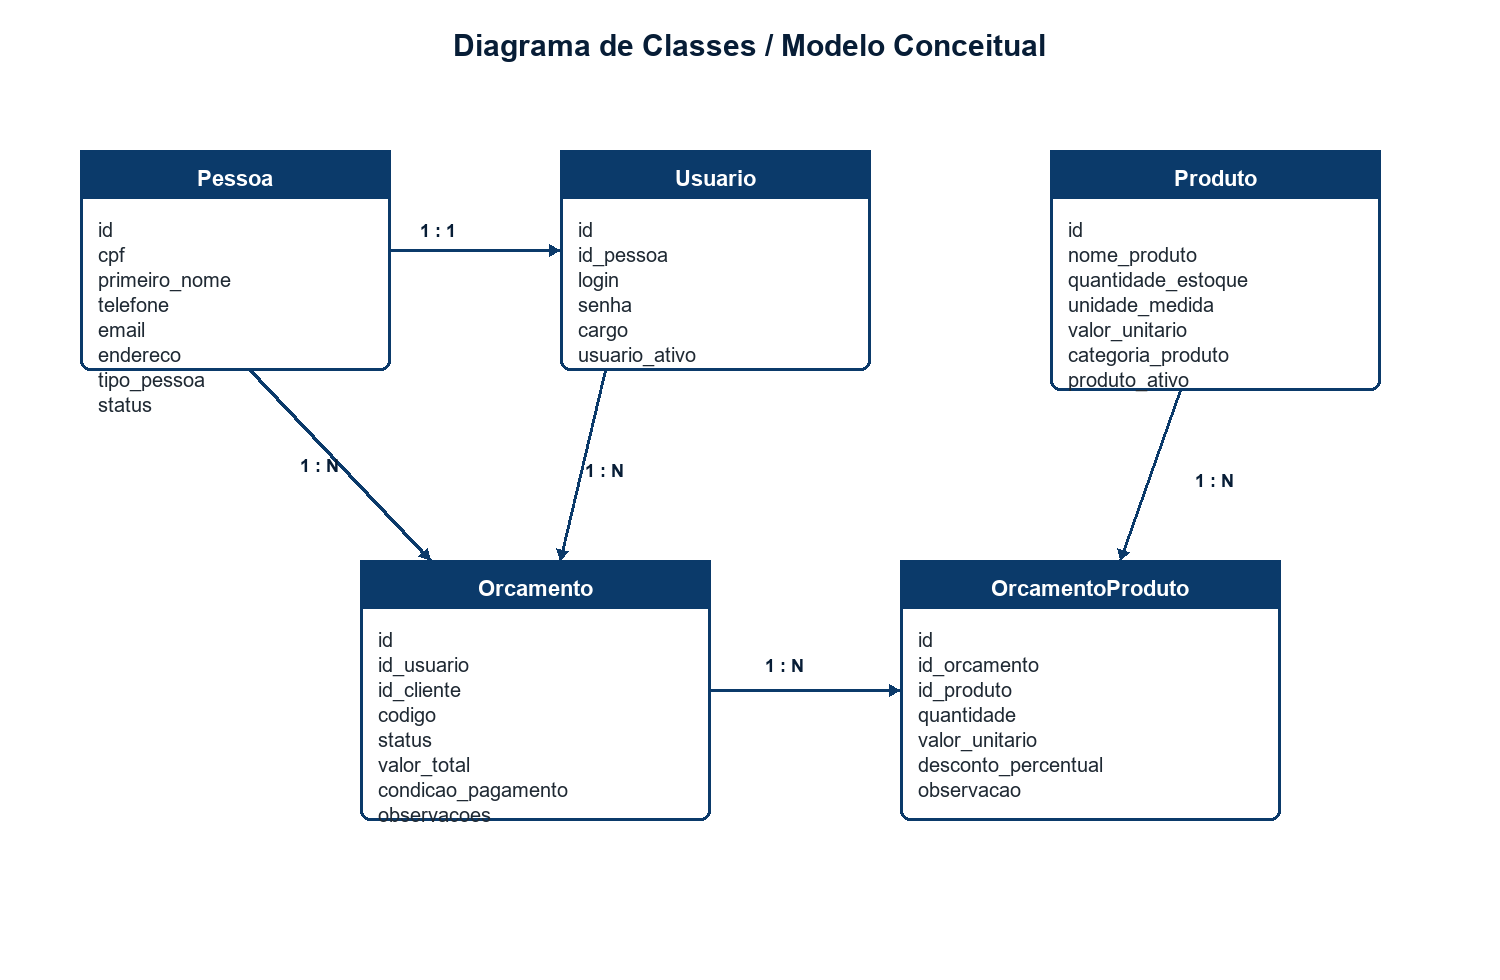 Diagrama de Classes / Modelo Conceitual
Pessoa
id
cpf
primeiro_nome
telefone
email
endereco
tipo_pessoa
status
1 : 1
Usuario
id
id_pessoa
login
senha
cargo
usuario_ativo
Produto
id
nome_produto
quantidade_estoque
unidade_medida
valor_unitario
categoria_produto
produto_ativo
1 : N
1 : N
1 : N
Orcamento
id
id_usuario
id_cliente
codigo
status
valor_total
condicao_pagamento
observacoes
1 : N
OrcamentoProduto
id
id_orcamento
id_produto
quantidade
valor_unitario
desconto_percentual
observacao